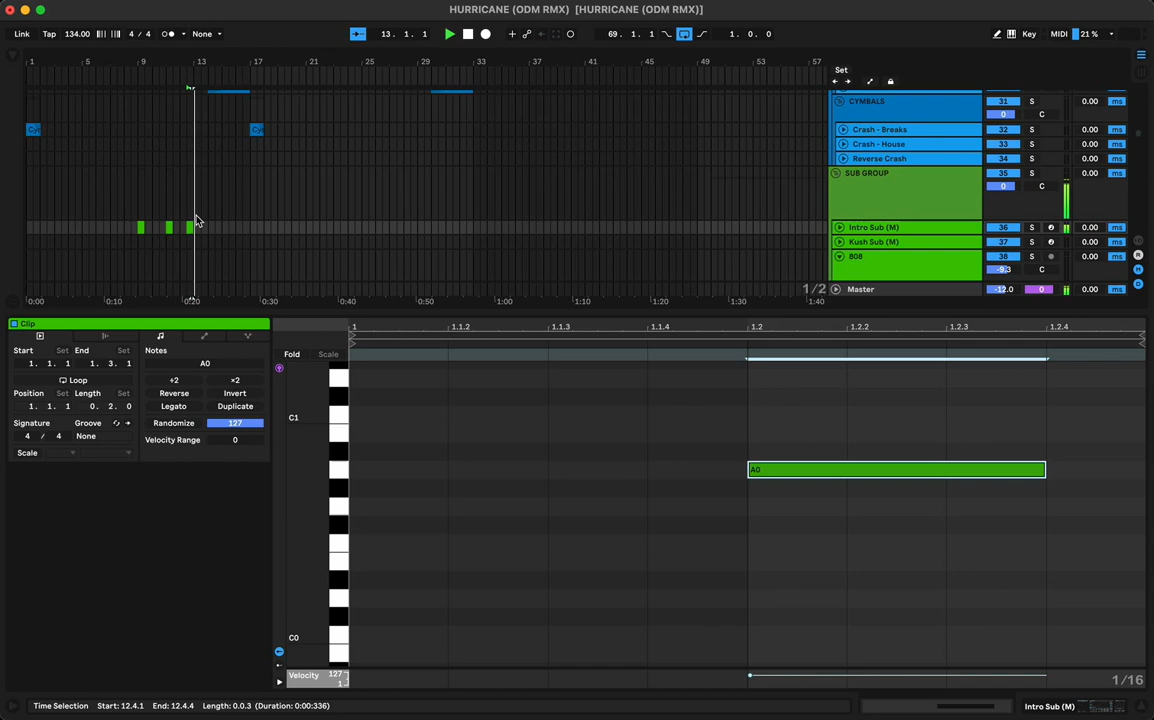 HURRICANE (ODM RMX)  [HURRICANE (ODM RMX)]
Link Tap 134.00 4 / 4 None 13. 1. 1 69. 1. 1 1. 0. 0 Key MIDI 21 %
1 5 9 13 17 21 25 29 33 37 41 45 49 53 57
Set
CYMBALS 31 S 0.00 ms
0 C
Cy Cys Crash - Breaks 32 S 0.00 ms
Crash - House 33 S 0.00 ms
Reverse Crash 34 S 0.00 ms
SUB GROUP 35 S 0.00 ms
0 C
Intro Sub (M) 36 S 0.00 ms
Kush Sub (M) 37 S 0.00 ms
808 38 S 0.00 ms
-9.3 C
1/2 Master -12.0 0 0.00 ms
0:00 0:10 0:20 0:30 0:40 0:50 1:00 1:10 1:20 1:30 1:40
Clip
1 1.1.2 1.1.3 1.1.4 1.2 1.2.2 1.2.3 1.2.4
Start Set End Set Notes
1. 1. 1 1. 3. 1 A0
Fold Scale
Loop +2 ×2
Position Set Length Set Reverse Invert
1. 1. 1 0. 2. 0 Legato Duplicate
Signature Groove Randomize 127
4 / 4 None Velocity Range 0
Scale
C1
A0
C0
Velocity 127
1
1/16
Time Selection Start: 12.4.1 End: 12.4.4 Length: 0.0.3 (Duration: 0:00:336) Intro Sub (M)